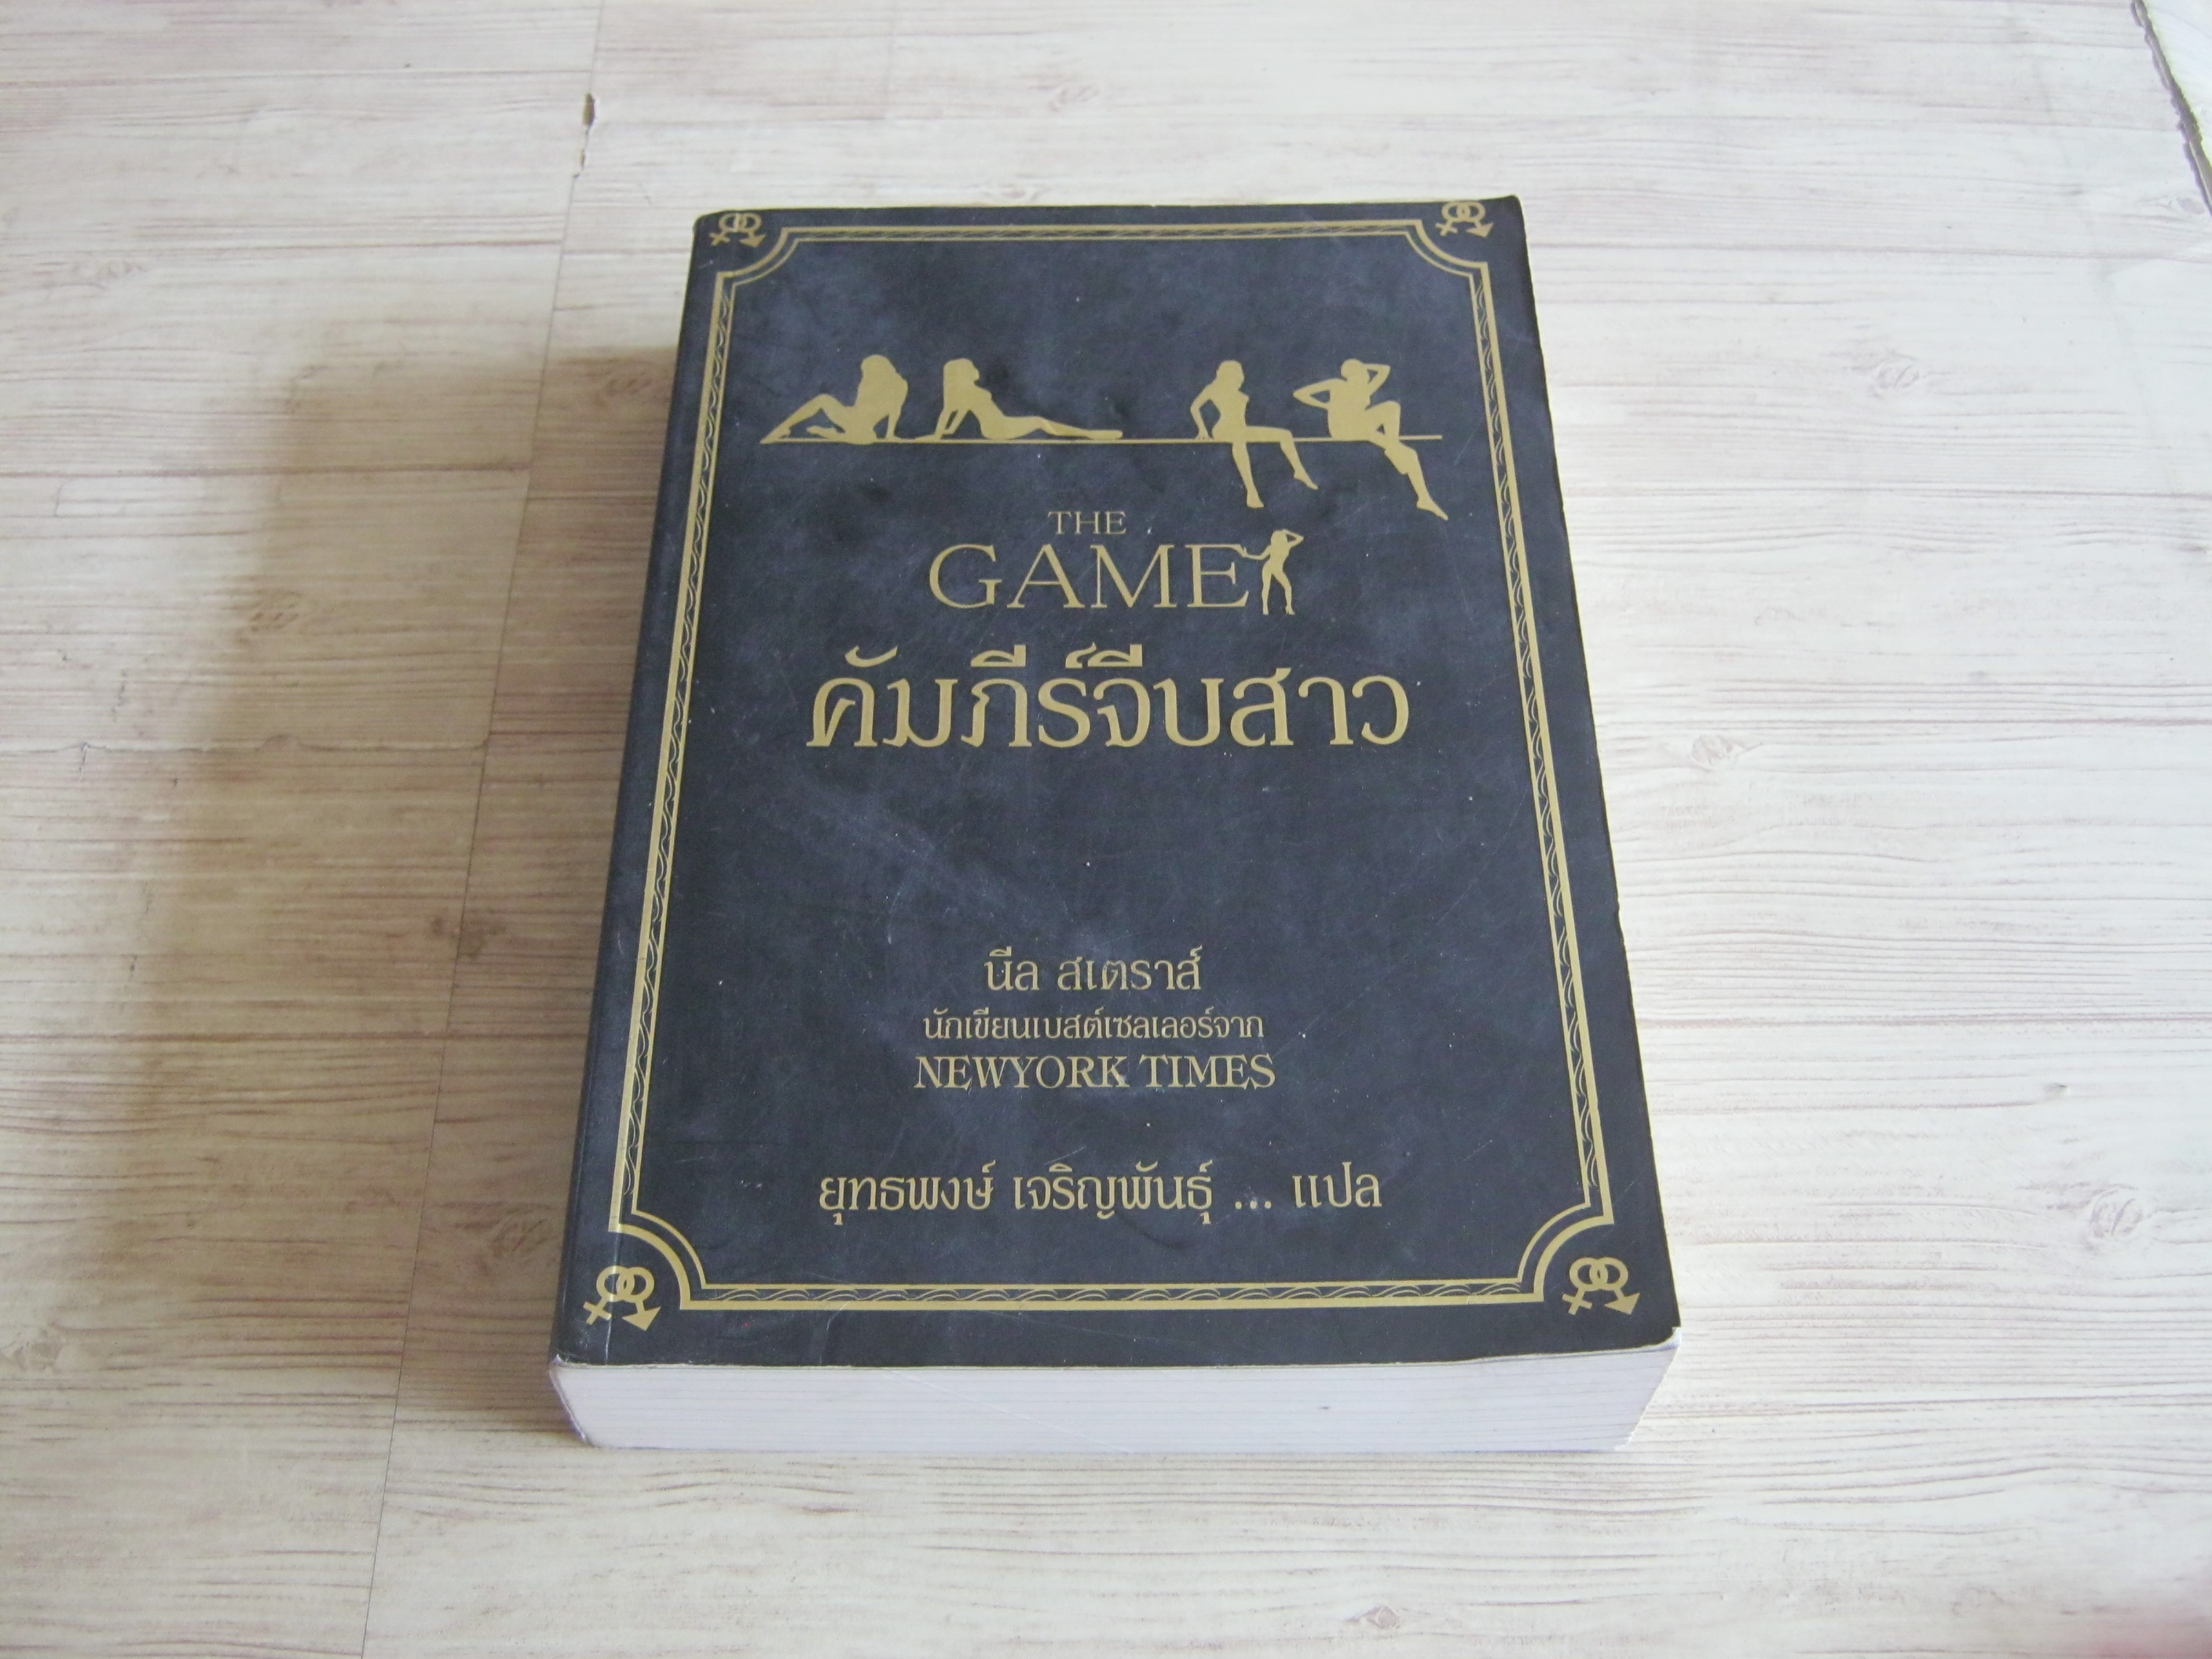 THE
GAME
คัมภีร์จีบสาว
นีล สเตราส์
นักเขียนเบสต์เซลเลอร์จาก
NEWYORK TIMES
ยุทธพงษ์ เจริญพันธุ์ ... แปล